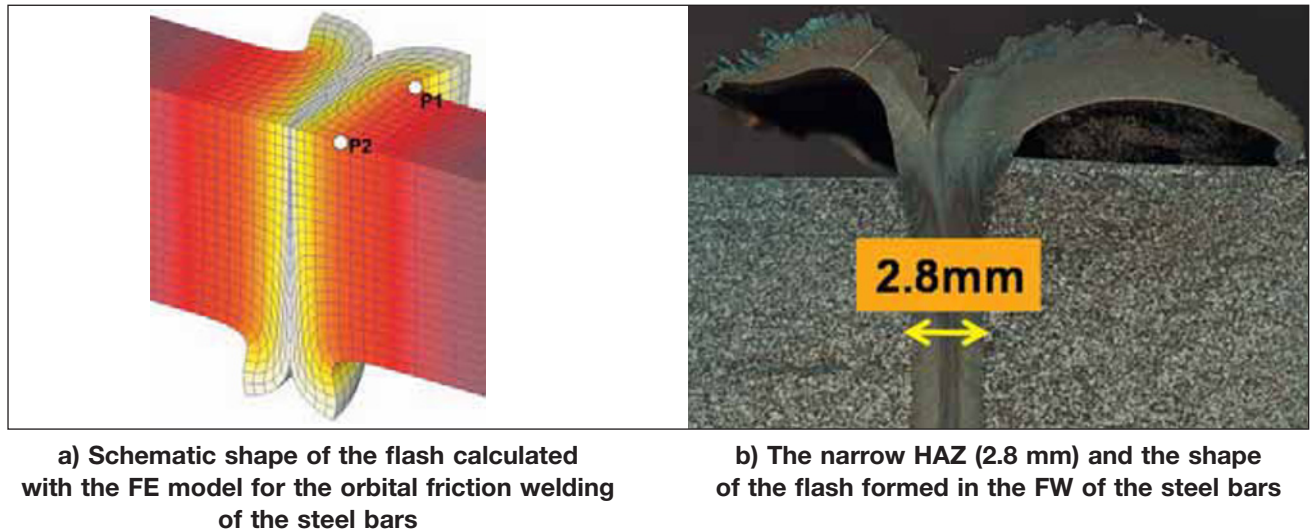 P1
P2
2.8mm
a) Schematic shape of the flash calculated
with the FE model for the orbital friction welding
of the steel bars
b) The narrow HAZ (2.8 mm) and the shape
of the flash formed in the FW of the steel bars